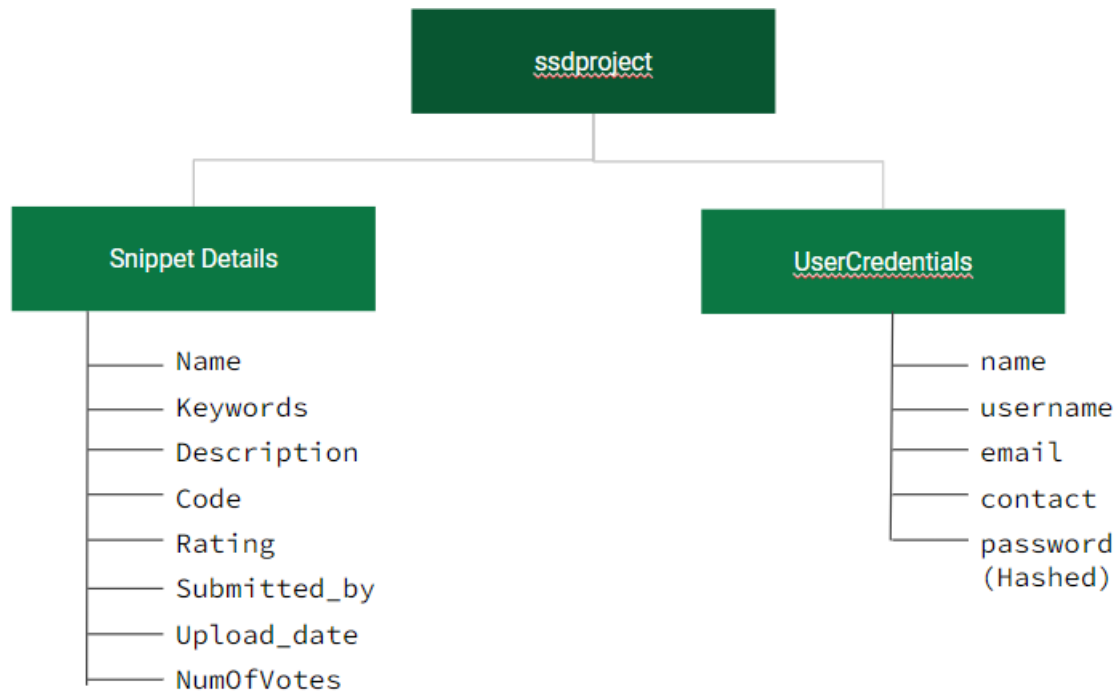 ssdproject
Snippet Details
Name
Keywords
Description
Code
Rating
Submitted_by
Upload_date
NumOfVotes
UserCredentials
name
username
email
contact
password
(Hashed)